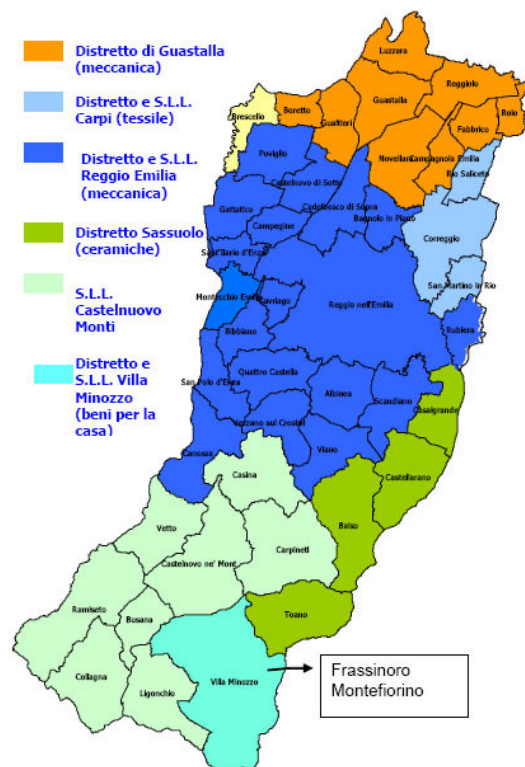 Distretto di Guastalla
(meccanica)
Distretto e S.L.L.
Carpi (tessile)
Distretto e S.L.L.
Reggio Emilia
(meccanica)
Distretto Sassuolo
(ceramiche)
S.L.L.
Castelnuovo
Monti
Distretto e
S.L.L. Villa
Minozzo
(beni per la
casa)
Luzzara
Reggiolo
Guastalla
Brescello
Boretto
Gualtieri
Rolo
Fabbrico
Novellara
Campagnola Emilia
Rio Saliceto
Poviglio
Castelnovo di Sotto
Cadelbosco di Sopra
Bagnolo in Piano
Gattatico
Campegine
Correggio
Sant'Ilario d'Enza
San Martino in Rio
Montecchio Emilia
Cavriago
Reggio nell'Emilia
Rubiera
Bibbiano
San Polo d'Enza
Quattro Castella
Albinea
Scandiano
Casalgrande
Vezzano sul Crostolo
Viano
Canossa
Casina
Castellarano
Baiso
Vetto
Carpineti
Castelnovo ne' Mont
Ramiseto
Busana
Toano
Collagna
Ligonchio
Villa Minozzo
Frassinoro
Montefiorino